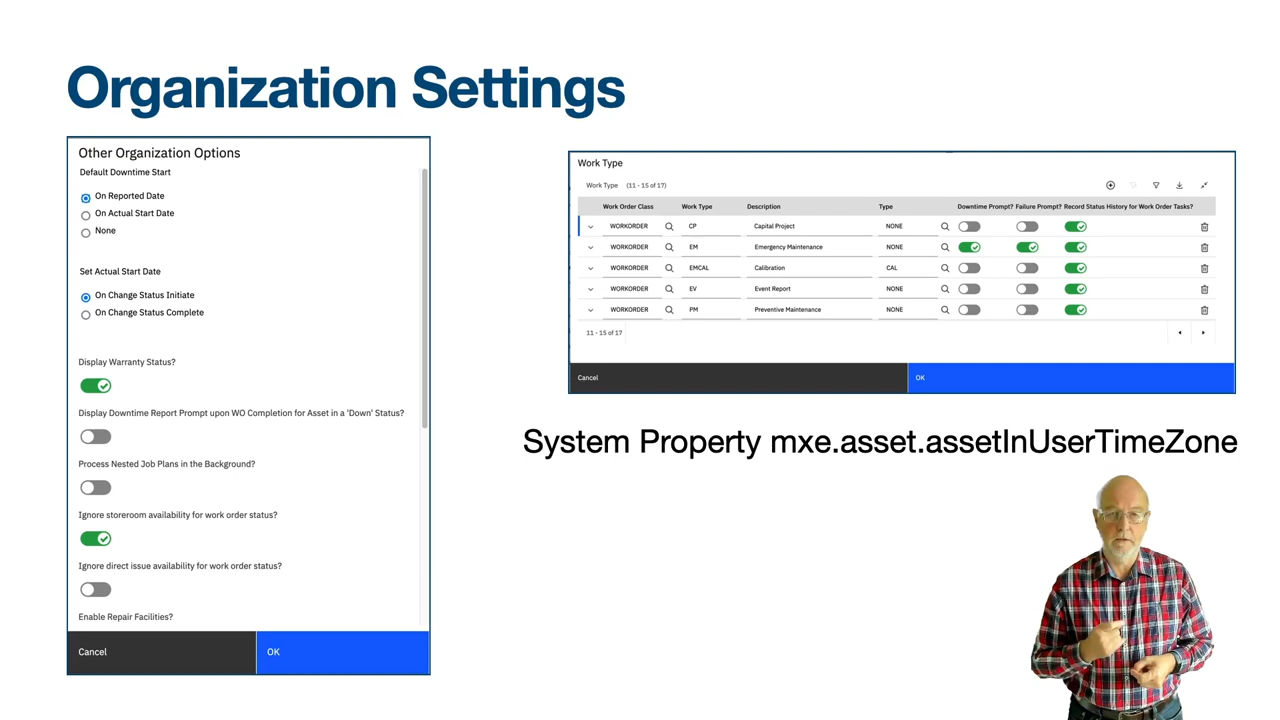 Organization Settings
Other Organization Options
Default Downtime Start
On Reported Date
On Actual Start Date
None
Set Actual Start Date
On Change Status Initiate
On Change Status Complete
Display Warranty Status?
Display Downtime Report Prompt upon WO Completion for Asset in a 'Down' Status?
Process Nested Job Plans in the Background?
Ignore storeroom availability for work order status?
Ignore direct issue availability for work order status?
Enable Repair Facilities?
Cancel OK
Work Type
Work Type (11 - 15 of 17)
Work Order Class Work Type Description Type Downtime Prompt? Failure Prompt? Record Status History for Work Order Tasks?
WORKORDER CP Capital Project NONE
WORKORDER EM Emergency Maintenance NONE
WORKORDER EMCAL Calibration CAL
WORKORDER EV Event Report NONE
WORKORDER PM Preventive Maintenance NONE
11 - 15 of 17
Cancel OK
System Property mxe.asset.assetInUserTimeZone